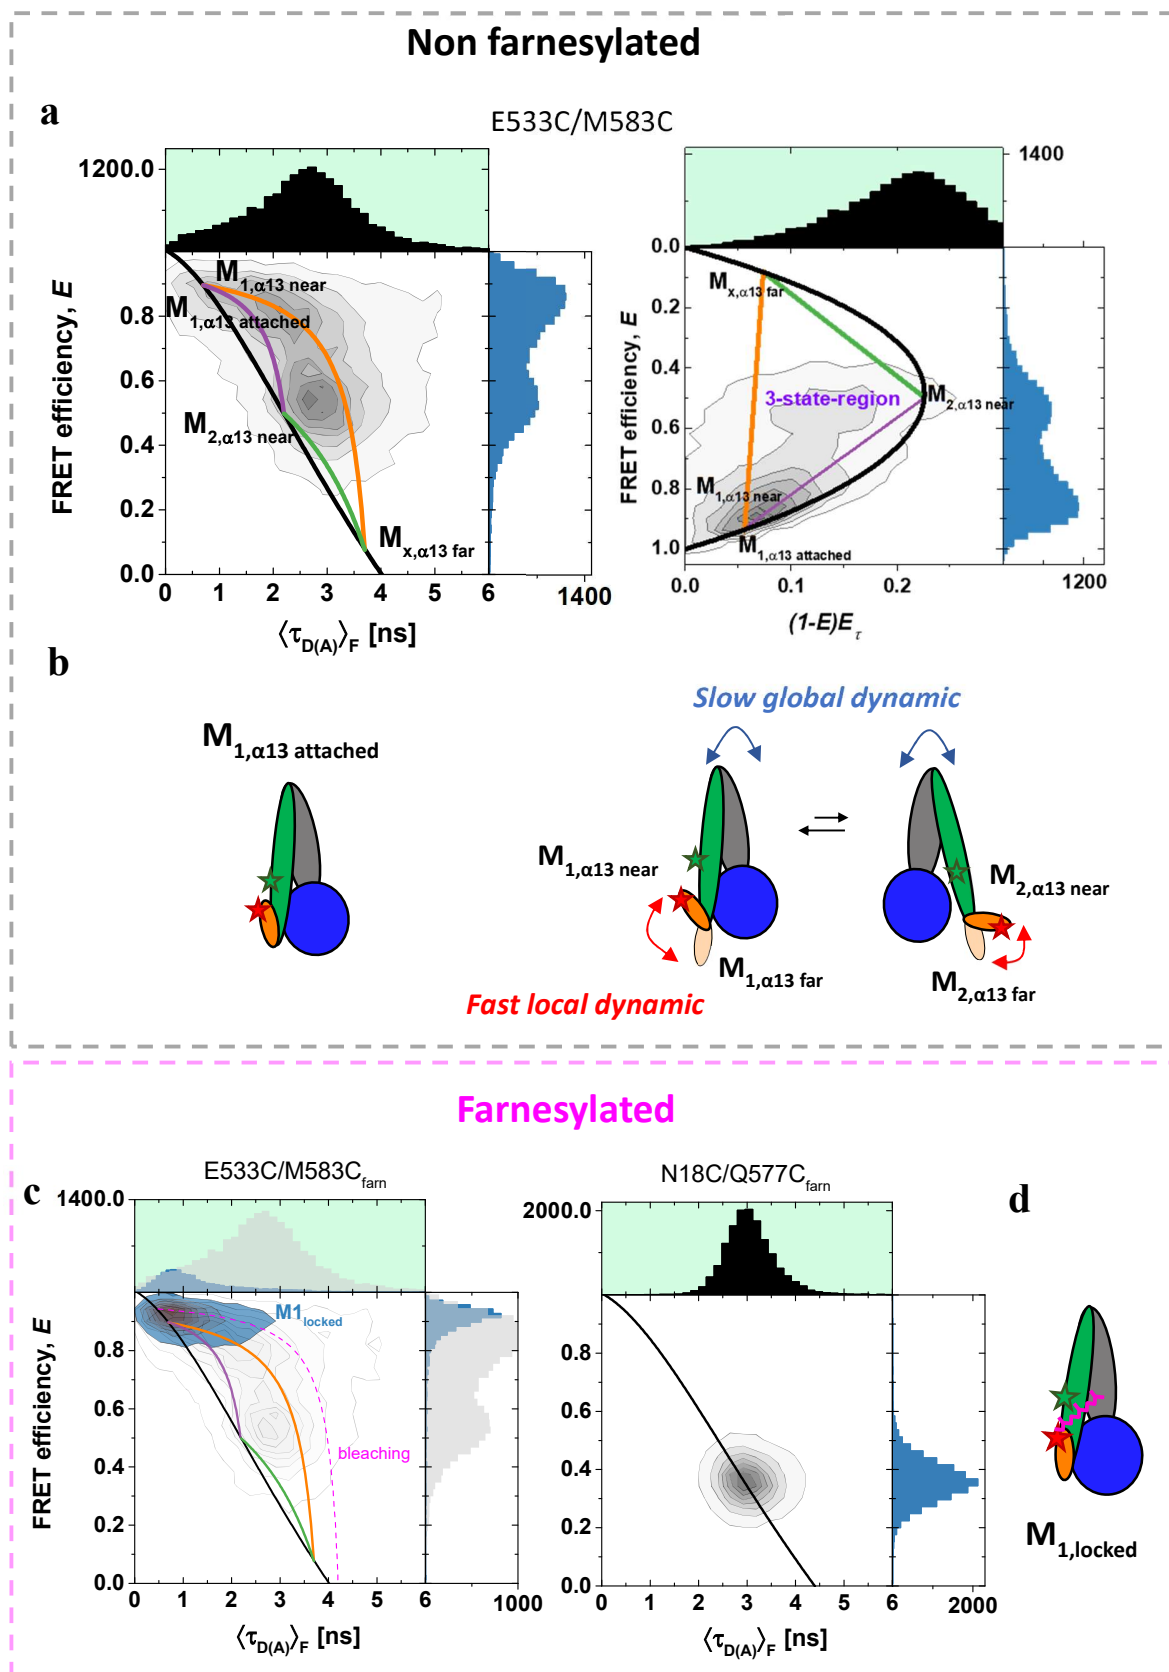 Non farnesylated
a
E533C/M583C
1200.0
0.8
0.6
0.4
0.2
0.0
FRET efficiency, E
M1,α13 near
M1,α13 attached
M2,α13 near
Mx,α13 far
0 1 2 3 4 5 6 1400
⟨τD(A)⟩F [ns]
1400
0.0
0.2
0.4
0.6
0.8
1.0
FRET efficiency, E
Mx,α13 far
3-state-region
M2,α13 near
M1,α13 near
M1,α13 attached
0.0 0.1 0.2 1200
(1-E)Eτ
b
M1,α13 attached
Slow global dynamic
M1,α13 near
M2,α13 near
M1,α13 far
M2,α13 far
Fast local dynamic
Farnesylated
c
E533C/M583Cfarn
1400.0
0.8
0.6
0.4
0.2
0.0
FRET efficiency, E
M1locked
bleaching
0 1 2 3 4 5 6 1000
⟨τD(A)⟩F [ns]
N18C/Q577Cfarn
2000.0
0.8
0.6
0.4
0.2
0.0
0 1 2 3 4 5 6 2000
⟨τD(A)⟩F [ns]
d
M1,locked